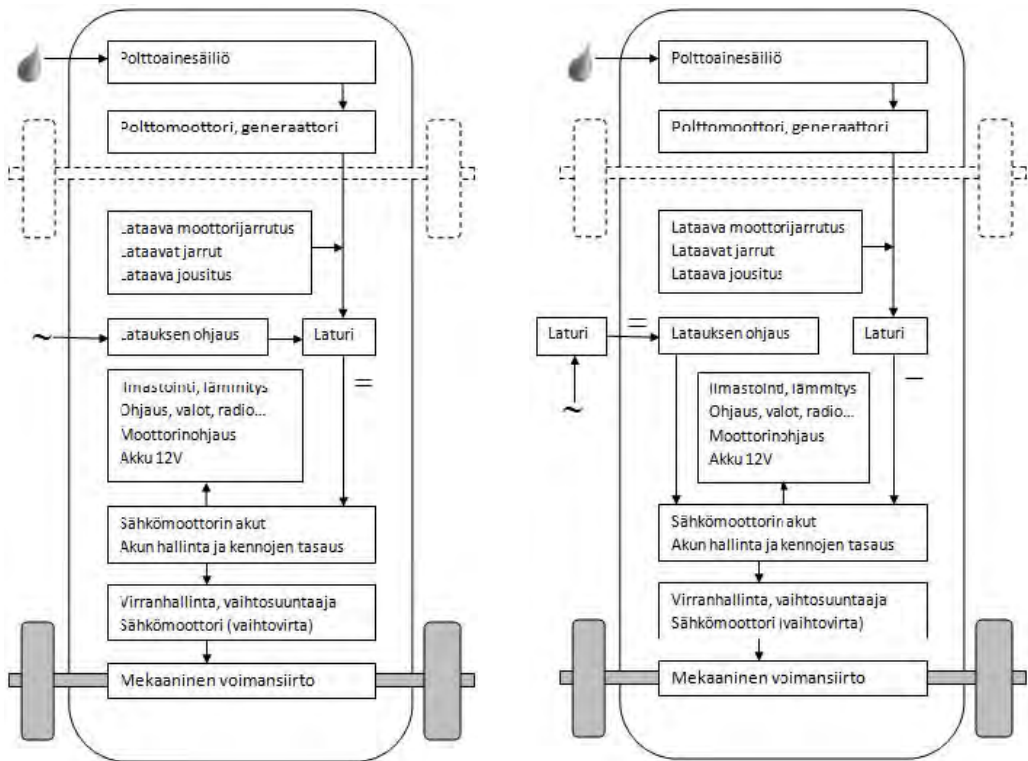 Polttoainesäiliö
Polttomoottori, generaattori
Lataava moottorijarrutus
Lataavat jarrut
Lataava jousitus
~
Latauksen ohjaus
Laturi
=
Ilmastointi, lämmitys
Ohjaus, valot, radio...
Moottorinohjaus
Akku 12V
Sähkömoottorin akut
Akun hallinta ja kennojen tasaus
Virranhallinta, vaihtosuuntaaja
Sähkömoottori (vaihtovirta)
Mekaaninen voimansiirto
Polttoainesäiliö
Polttomoottori, generaattori
Lataava moottorijarrutus
Lataavat jarrut
Lataava jousitus
Laturi
=
Latauksen ohjaus
Laturi
~
Ilmastointi, lämmitys
Ohjaus, valot, radio...
Moottorinohjaus
Akku 12V
Sähkömoottorin akut
Akun hallinta ja kennojen tasaus
Virranhallinta, vaihtosuuntaaja
Sähkömoottori (vaihtovirta)
Mekaaninen voimansiirto